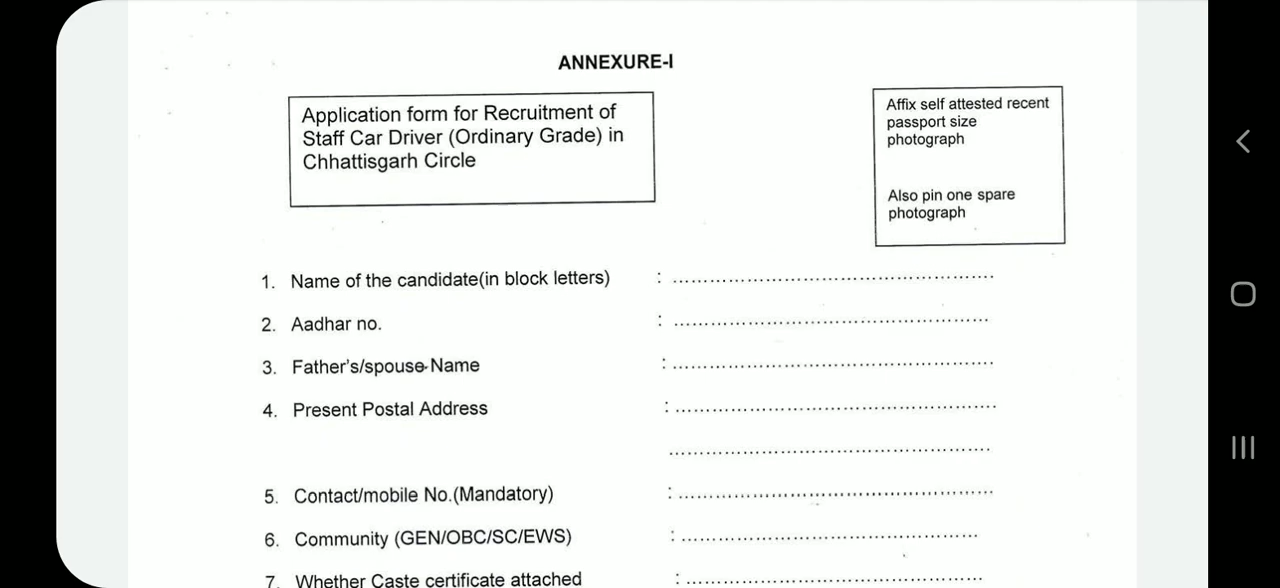 ANNEXURE-I
Application form for Recruitment of
Staff Car Driver (Ordinary Grade) in
Chhattisgarh Circle
Affix self attested recent
passport size
photograph
Also pin one spare
photograph
1. Name of the candidate(in block letters) : ......................................................
2. Aadhar no. : .....................................................
3. Father's/spouse Name : ......................................................
4. Present Postal Address : ......................................................
......................................................
5. Contact/mobile No.(Mandatory) : .....................................................
6. Community (GEN/OBC/SC/EWS) : ..................................................
7. Whether Caste certificate attached : ..................................................